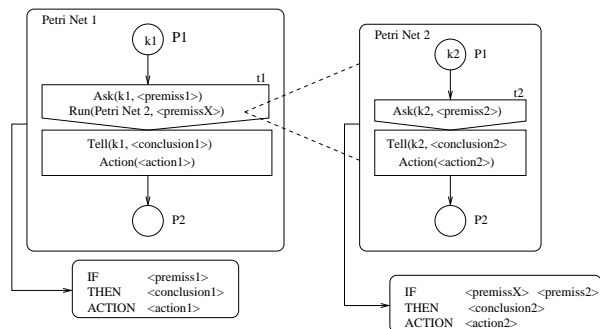 Petri Net 1
k1 P1
t1
Ask(k1, <premiss1>)
Run(Petri Net 2, <premissX>)
Tell(k1, <conclusion1>)
Action(<action1>)
P2
IF <premiss1>
THEN <conclusion1>
ACTION <action1>
Petri Net 2
k2 P1
t2
Ask(k2, <premiss2>)
Tell(k2, <conclusion2>
Action(<action2>)
P2
IF <premissX> <premiss2>
THEN <conclusion2>
ACTION <action2>